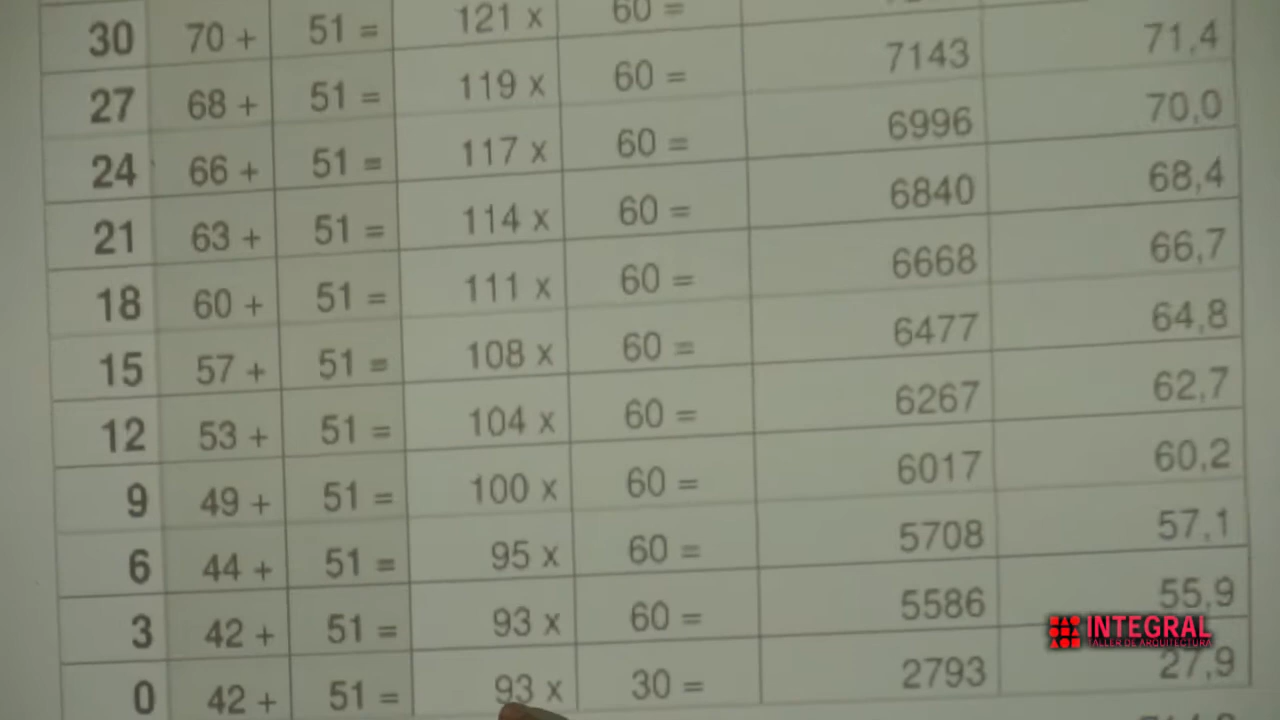 30 70 + 51 = 121 x 60 =
27 68 + 51 = 119 x 60 = 7143 71,4
24 66 + 51 = 117 x 60 = 6996 70,0
21 63 + 51 = 114 x 60 = 6840 68,4
18 60 + 51 = 111 x 60 = 6668 66,7
15 57 + 51 = 108 x 60 = 6477 64,8
12 53 + 51 = 104 x 60 = 6267 62,7
9 49 + 51 = 100 x 60 = 6017 60,2
6 44 + 51 = 95 x 60 = 5708 57,1
3 42 + 51 = 93 x 60 = 5586 55,9
0 42 + 51 = 93 x 30 = 2793 27,9
INTEGRAL
TALLER DE ARQUITECTURA